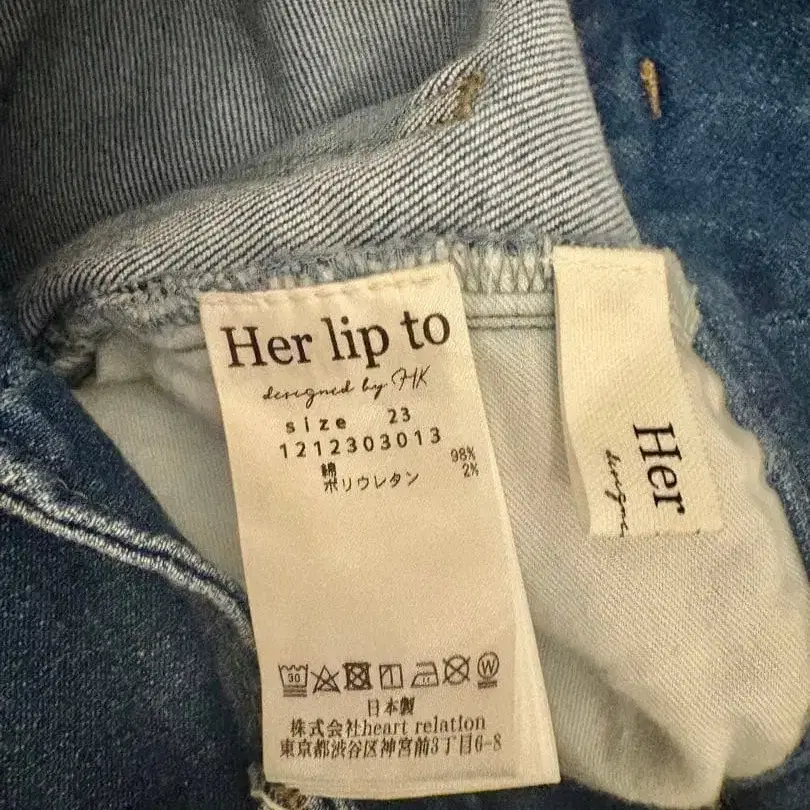 Her lip to
designed by HK
size 23
1212303013
綿 98%
ポリウレタン 2%
30
W
日本製
株式会社heart relation
東京都渋谷区神宮前3丁目6-8
Her